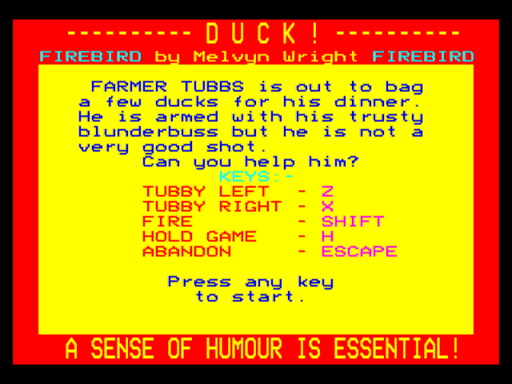 ---------- D U C K ! ----------
FIREBIRD by Melvyn Wright FIREBIRD
FARMER TUBBS is out to bag
a few ducks for his dinner.
He is armed with his trusty
blunderbuss but he is not a
very good shot.
Can you help him?
KEYS:-
TUBBY LEFT - Z
TUBBY RIGHT - X
FIRE - SHIFT
HOLD GAME - H
ABANDON - ESCAPE
Press any key
to start.
A SENSE OF HUMOUR IS ESSENTIAL!